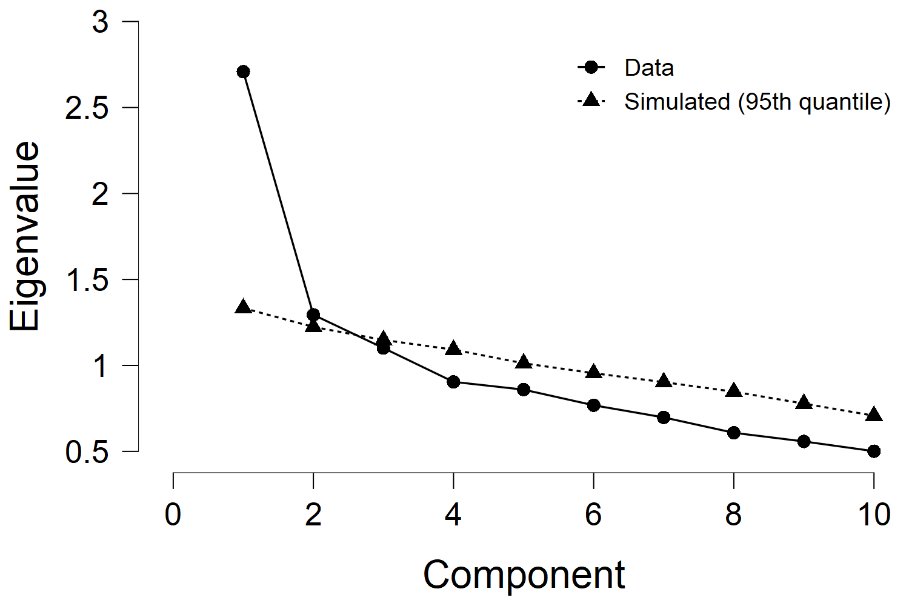 3
2.5
2
1.5
1
0.5
Eigenvalue
Data
Simulated (95th quantile)
0 2 4 6 8 10
Component